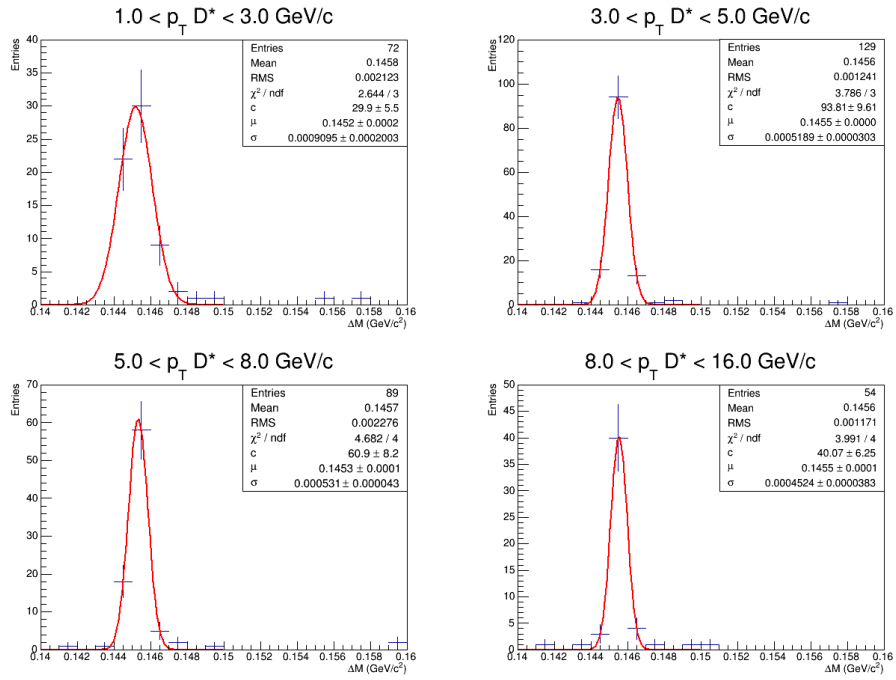 1.0 < p_T D* < 3.0 GeV/c
Entries
40
35
30
25
20
15
10
5
0
0.14 0.142 0.144 0.146 0.148 0.15 0.152 0.154 0.156 0.158 0.16
ΔM (GeV/c²)
Entries 72
Mean 0.1458
RMS 0.002123
χ² / ndf 2.644 / 3
c 29.9 ± 5.5
μ 0.1452 ± 0.0002
σ 0.0009095 ± 0.0002003
3.0 < p_T D* < 5.0 GeV/c
Entries
120
100
80
60
40
20
0
0.14 0.142 0.144 0.146 0.148 0.15 0.152 0.154 0.156 0.158 0.16
ΔM (GeV/c²)
Entries 129
Mean 0.1456
RMS 0.001241
χ² / ndf 3.786 / 3
c 93.81 ± 9.61
μ 0.1455 ± 0.0000
σ 0.0005189 ± 0.0000303
5.0 < p_T D* < 8.0 GeV/c
Entries
70
60
50
40
30
20
10
0
0.14 0.142 0.144 0.146 0.148 0.15 0.152 0.154 0.156 0.158 0.16
ΔM (GeV/c²)
Entries 89
Mean 0.1457
RMS 0.002276
χ² / ndf 4.682 / 4
c 60.9 ± 8.2
μ 0.1453 ± 0.0001
σ 0.000531 ± 0.000043
8.0 < p_T D* < 16.0 GeV/c
Entries
50
45
40
35
30
25
20
15
10
5
0
0.14 0.142 0.144 0.146 0.148 0.15 0.152 0.154 0.156 0.158 0.16
ΔM (GeV/c²)
Entries 54
Mean 0.1456
RMS 0.001171
χ² / ndf 3.991 / 4
c 40.07 ± 6.25
μ 0.1455 ± 0.0001
σ 0.0004524 ± 0.0000383